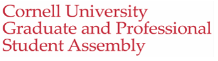 Cornell University
Graduate and Professional
Student Assembly